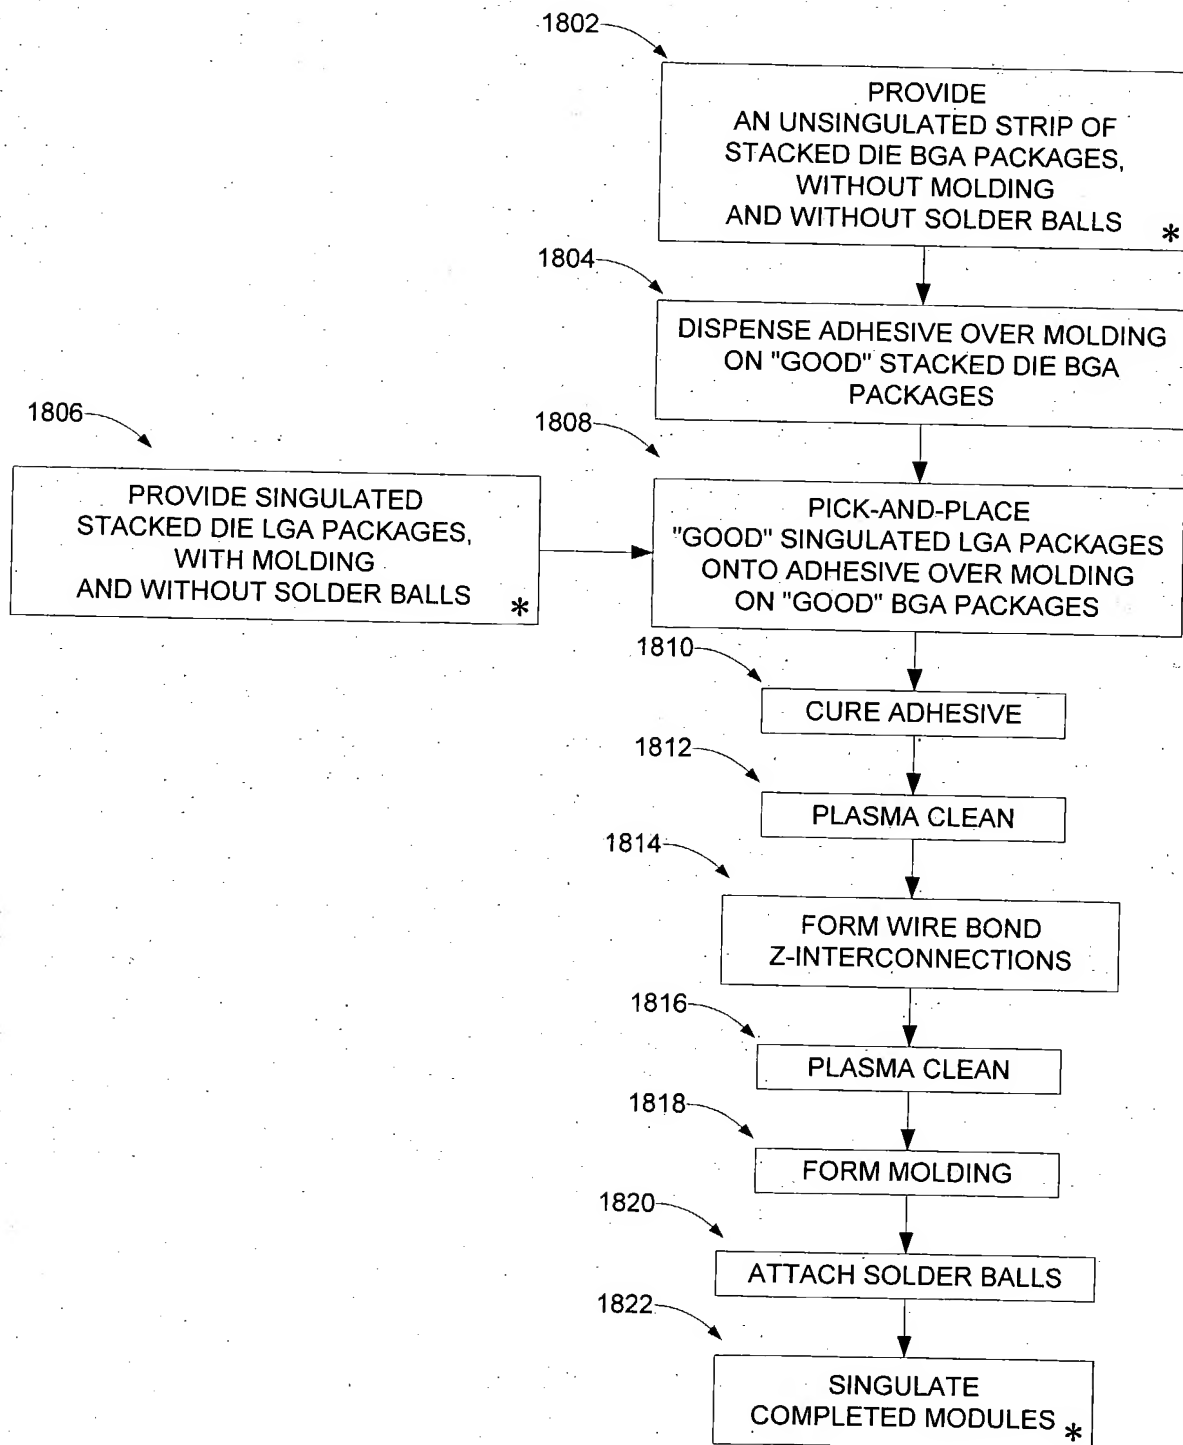 1802
PROVIDE
AN UNSINGULATED STRIP OF
STACKED DIE BGA PACKAGES,
WITHOUT MOLDING
AND WITHOUT SOLDER BALLS *
1804
DISPENSE ADHESIVE OVER MOLDING
ON "GOOD" STACKED DIE BGA
PACKAGES
1806
PROVIDE SINGULATED
STACKED DIE LGA PACKAGES,
WITH MOLDING
AND WITHOUT SOLDER BALLS *
1808
PICK-AND-PLACE
"GOOD" SINGULATED LGA PACKAGES
ONTO ADHESIVE OVER MOLDING
ON "GOOD" BGA PACKAGES
1810
CURE ADHESIVE
1812
PLASMA CLEAN
1814
FORM WIRE BOND
Z-INTERCONNECTIONS
1816
PLASMA CLEAN
1818
FORM MOLDING
1820
ATTACH SOLDER BALLS
1822
SINGULATE
COMPLETED MODULES *